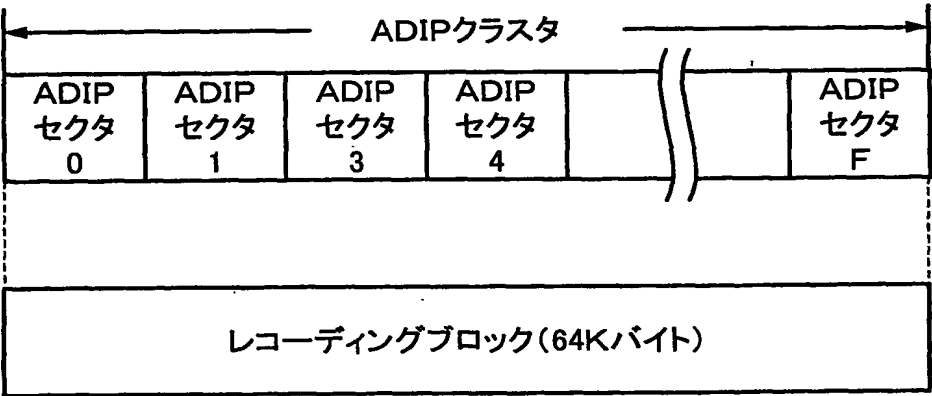 ADIPクラスタ
ADIP ADIP ADIP ADIP ADIP
セクタ セクタ セクタ セクタ セクタ
0 1 3 4 F
レコーディングブロック(64Kバイト)